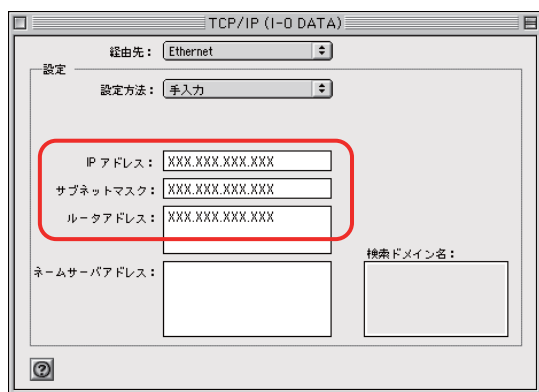 TCP/IP (I-O DATA)
経由先： Ethernet
設定
設定方法： 手入力
IP アドレス： XXX.XXX.XXX.XXX
サブネットマスク： XXX.XXX.XXX.XXX
ルータアドレス： XXX.XXX.XXX.XXX
検索ドメイン名：
ネームサーバアドレス：
?